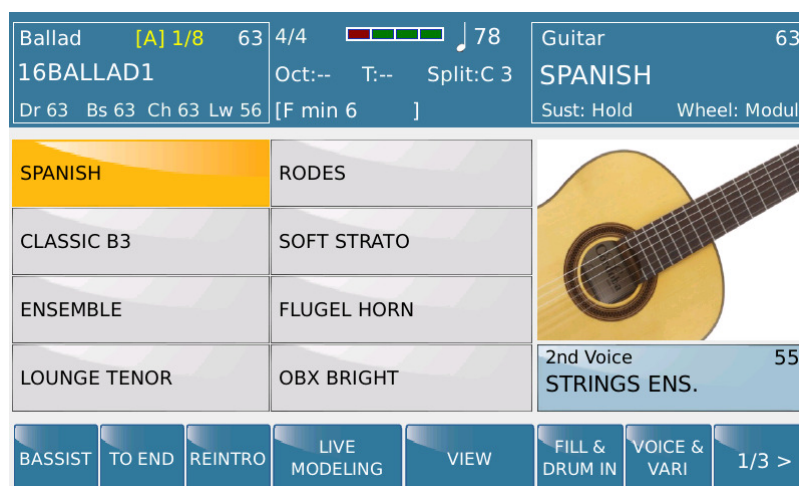 Ballad [A] 1/8 63
16BALLAD1
Dr 63 Bs 63 Ch 63 Lw 56
4/4 78
Oct:-- T:-- Split:C 3
[F min 6 ]
Guitar 63
SPANISH
Sust: Hold Wheel: Modul
SPANISH
RODES
CLASSIC B3
SOFT STRATO
ENSEMBLE
FLUGEL HORN
LOUNGE TENOR
OBX BRIGHT
2nd Voice 55
STRINGS ENS.
BASSIST
TO END
REINTRO
LIVE
MODELING
VIEW
FILL &
DRUM IN
VOICE &
VARI
1/3 >